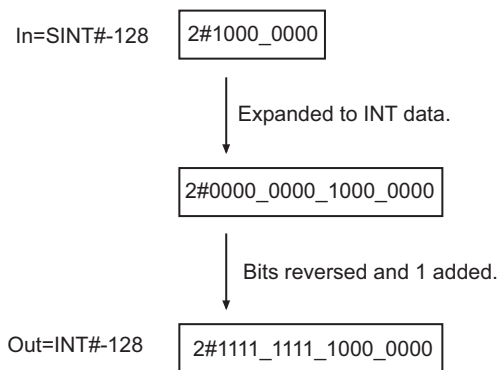 In=SINT#-128 2#1000_0000
Expanded to INT data.
2#0000_0000_1000_0000
Bits reversed and 1 added.
Out=INT#-128 2#1111_1111_1000_0000